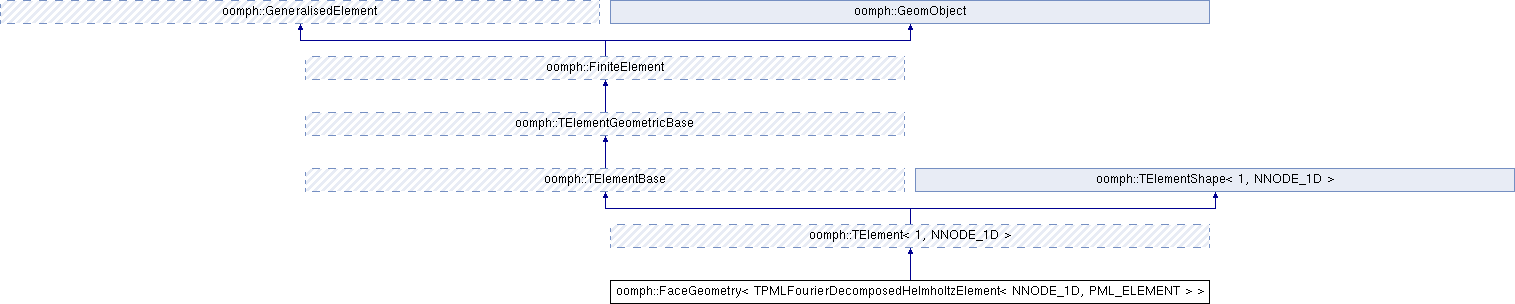 oomph::GeneralisedElement
oomph::GeomObject
oomph::FiniteElement
oomph::TElementGeometricBase
oomph::TElementBase
oomph::TElementShape< 1, NNODE_1D >
oomph::TElement< 1, NNODE_1D >
oomph::FaceGeometry< TPMLFourierDecomposedHelmholtzElement< NNODE_1D, PML_ELEMENT > >